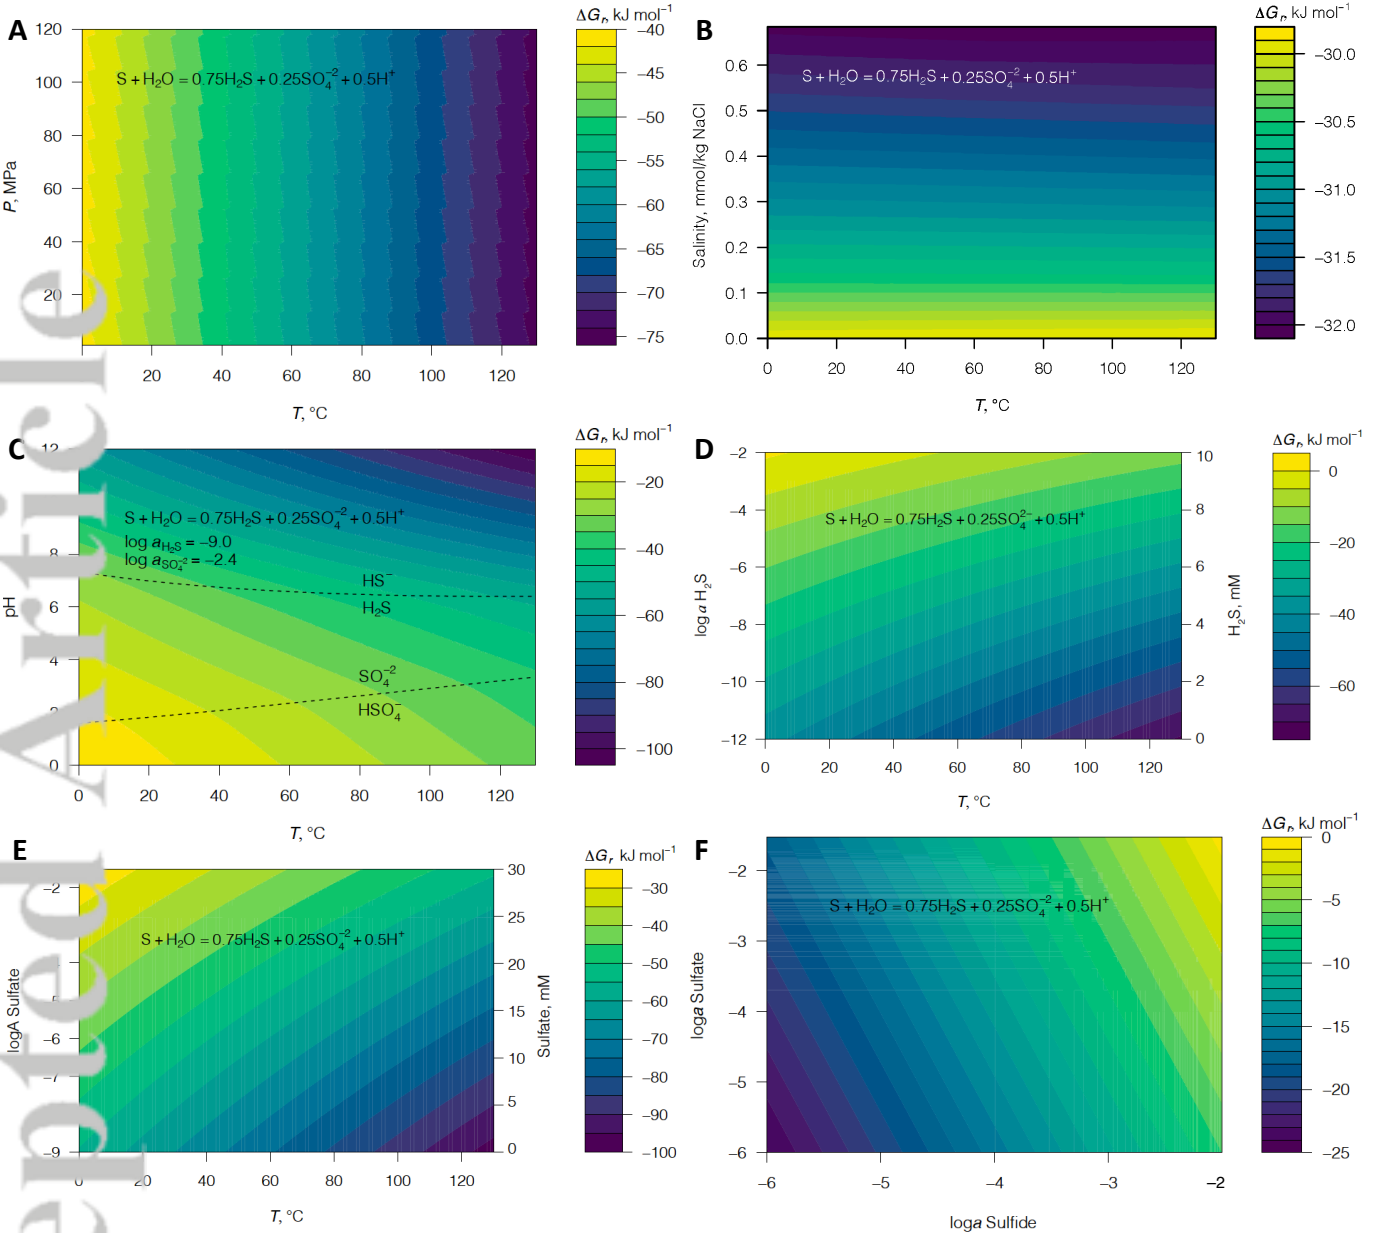 A
ΔGr, kJ mol⁻¹
S + H₂O = 0.75H₂S + 0.25SO₄⁻² + 0.5H⁺
120
100
80
60
40
20
P, MPa
20 40 60 80 100 120
T, °C
−40
−45
−50
−55
−60
−65
−70
−75
B
ΔGr, kJ mol⁻¹
S + H₂O = 0.75H₂S + 0.25SO₄⁻² + 0.5H⁺
0.6
0.5
0.4
0.3
0.2
0.1
0.0
Salinity, mmol/kg NaCl
0 20 40 60 80 100 120
T, °C
−30.0
−30.5
−31.0
−31.5
−32.0
C
ΔGr, kJ mol⁻¹
S + H₂O = 0.75H₂S + 0.25SO₄⁻² + 0.5H⁺
log aH₂S = −9.0
log aSO₄⁻² = −2.4
HS⁻
H₂S
SO₄⁻²
HSO₄⁻
12
8
6
4
2
0
pH
0 20 40 60 80 100 120
T, °C
−20
−40
−60
−80
−100
D
ΔGr, kJ mol⁻¹
S + H₂O = 0.75H₂S + 0.25SO₄²⁻ + 0.5H⁺
−2
−4
−6
−8
−10
−12
log a H₂S
10
8
6
4
2
0
H₂S, mM
0 20 40 60 80 100 120
T, °C
0
−20
−40
−60
E
ΔGr kJ mol⁻¹
S + H₂O = 0.75H₂S + 0.25SO₄⁻² + 0.5H⁺
−2
−6
−7
−9
logA Sulfate
30
25
20
15
10
5
0
Sulfate, mM
0 20 40 60 80 100 120
T, °C
−30
−40
−50
−60
−70
−80
−90
−100
F
ΔGr, kJ mol⁻¹
S + H₂O = 0.75H₂S + 0.25SO₄⁻² + 0.5H⁺
−2
−3
−4
−5
−6
loga Sulfate
−6 −5 −4 −3 −2
loga Sulfide
0
−5
−10
−15
−20
−25
epted Article